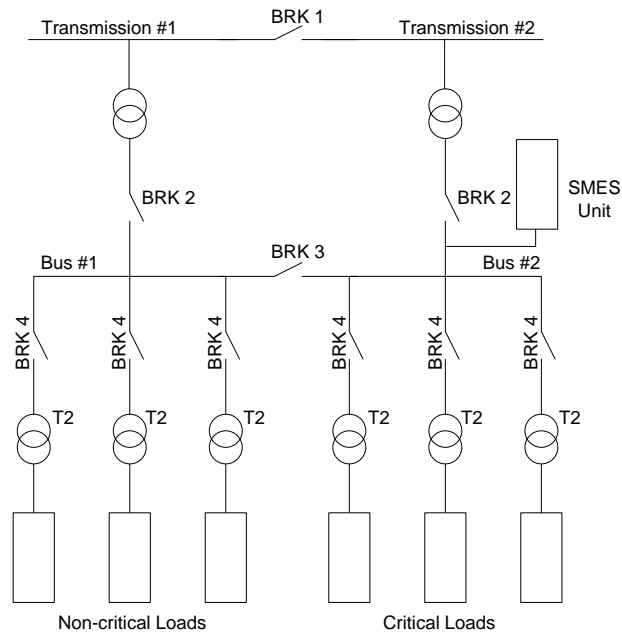 BRK 1
Transmission #1
Transmission #2
BRK 2
BRK 2
SMES
Unit
BRK 3
Bus #1
Bus #2
BRK 4
BRK 4
BRK 4
BRK 4
BRK 4
BRK 4
T2
T2
T2
T2
T2
T2
Non-critical Loads
Critical Loads